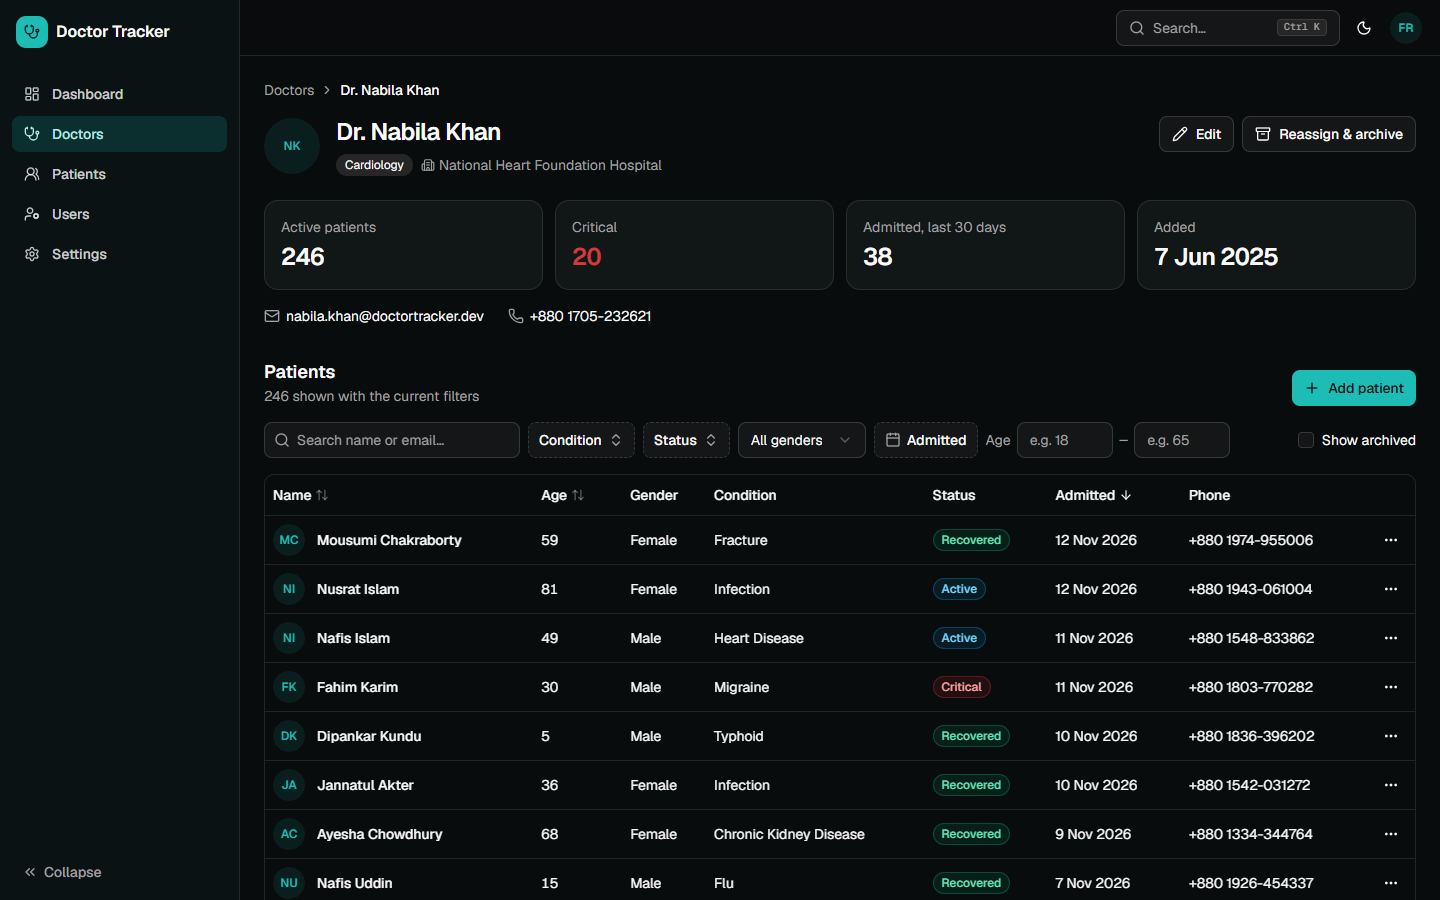 Doctor Tracker
Search...
Ctrl K
FR
Dashboard
Doctors
Patients
Users
Settings
Collapse
Doctors > Dr. Nabila Khan
NK
Dr. Nabila Khan
Cardiology
National Heart Foundation Hospital
Edit
Reassign & archive
Active patients
246
Critical
20
Admitted, last 30 days
38
Added
7 Jun 2025
nabila.khan@doctortracker.dev
+880 1705-232621
Patients
246 shown with the current filters
Add patient
Search name or email...
Condition
Status
All genders
Admitted
Age
e.g. 18
–
e.g. 65
Show archived
Name Age Gender Condition Status Admitted Phone
MC Mousumi Chakraborty 59 Female Fracture Recovered 12 Nov 2026 +880 1974-955006
NI Nusrat Islam 81 Female Infection Active 12 Nov 2026 +880 1943-061004
NI Nafis Islam 49 Male Heart Disease Active 11 Nov 2026 +880 1548-833862
FK Fahim Karim 30 Male Migraine Critical 11 Nov 2026 +880 1803-770282
DK Dipankar Kundu 5 Male Typhoid Recovered 10 Nov 2026 +880 1836-396202
JA Jannatul Akter 36 Female Infection Recovered 10 Nov 2026 +880 1542-031272
AC Ayesha Chowdhury 68 Female Chronic Kidney Disease Recovered 9 Nov 2026 +880 1334-344764
NU Nafis Uddin 15 Male Flu Recovered 7 Nov 2026 +880 1926-454337